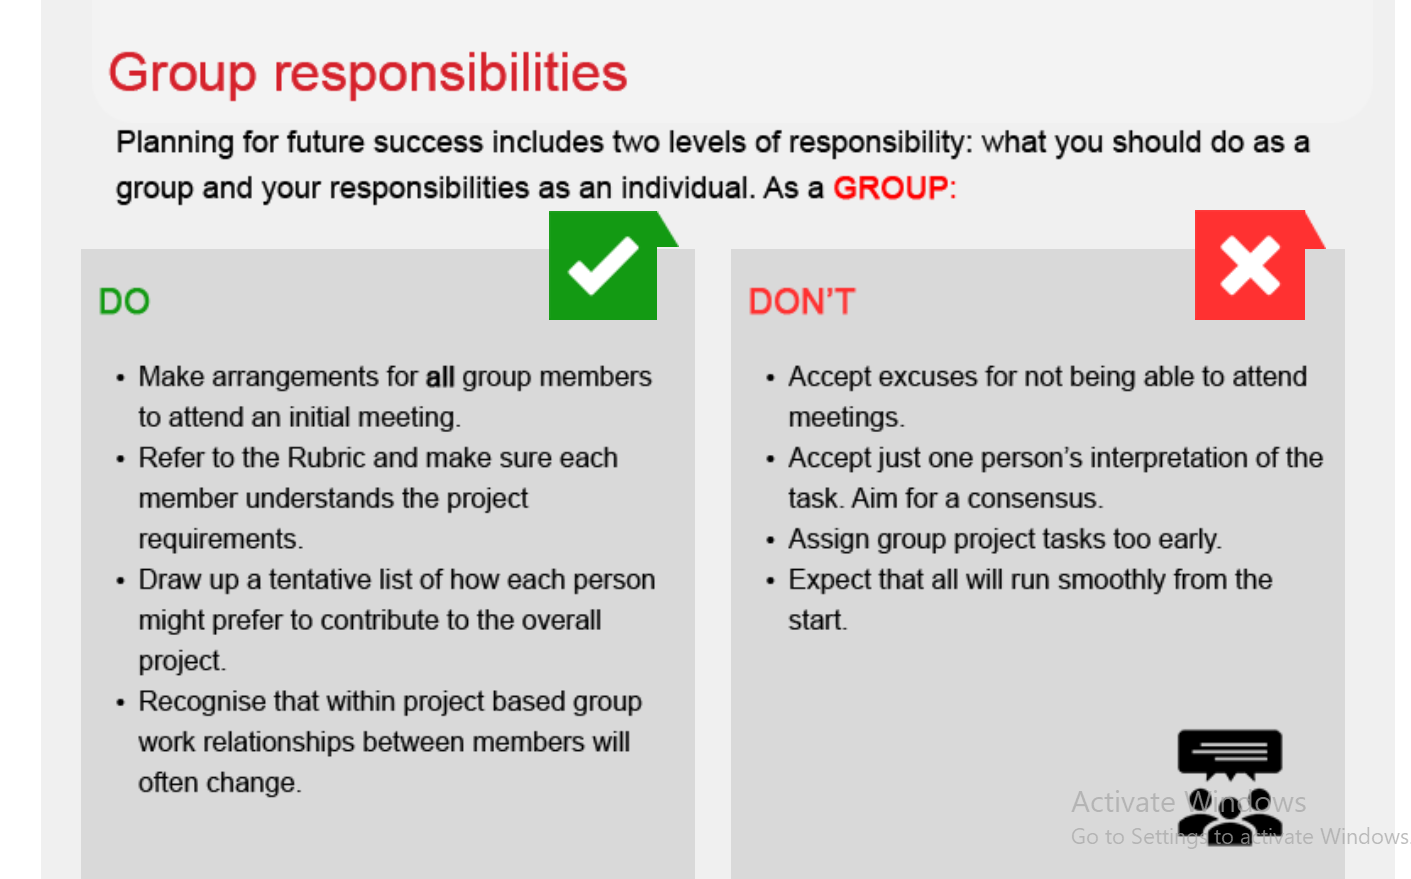 Group responsibilities
Planning for future success includes two levels of responsibility: what you should do as a
group and your responsibilities as an individual. As a GROUP:
DO
• Make arrangements for all group members
to attend an initial meeting.
• Refer to the Rubric and make sure each
member understands the project
requirements.
• Draw up a tentative list of how each person
might prefer to contribute to the overall
project.
• Recognise that within project based group
work relationships between members will
often change.
DON'T
• Accept excuses for not being able to attend
meetings.
• Accept just one person's interpretation of the
task. Aim for a consensus.
• Assign group project tasks too early.
• Expect that all will run smoothly from the
start.
Activate Windows
Go to Settings to activate Windows.